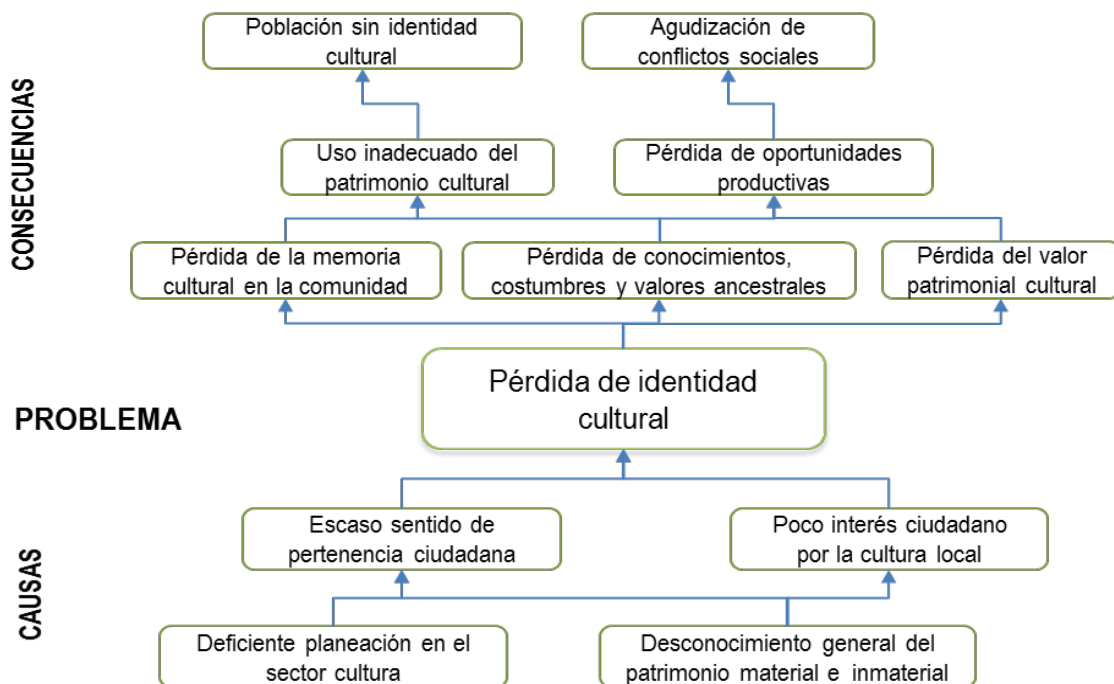 CONSECUENCIAS
Población sin identidad
cultural
Agudización de
conflictos sociales
Uso inadecuado del
patrimonio cultural
Pérdida de oportunidades
productivas
Pérdida de la memoria
cultural en la comunidad
Pérdida de conocimientos,
costumbres y valores ancestrales
Pérdida del valor
patrimonial cultural
PROBLEMA
Pérdida de identidad
cultural
CAUSAS
Escaso sentido de
pertenencia ciudadana
Poco interés ciudadano
por la cultura local
Deficiente planeación en el
sector cultura
Desconocimiento general del
patrimonio material e inmaterial